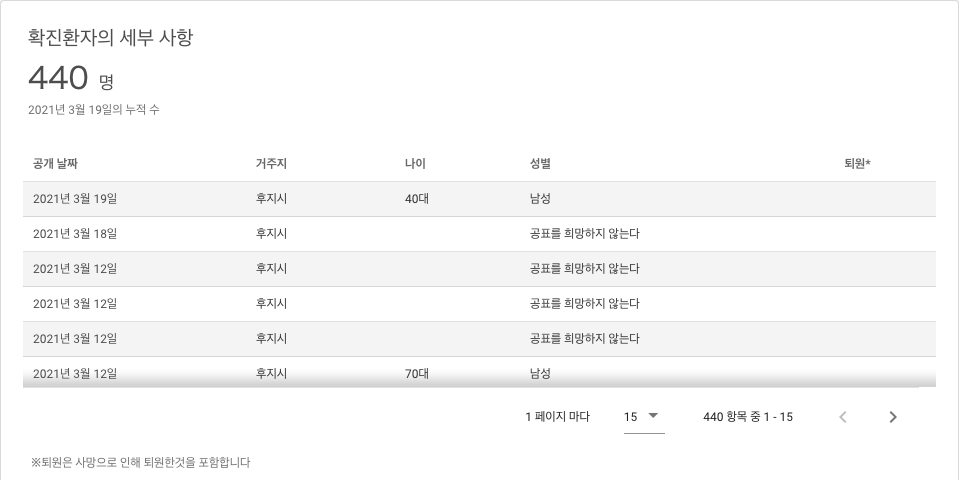 확진환자의 세부 사항
440 명
2021년 3월 19일의 누적 수
공개 날짜 거주지 나이 성별 퇴원*
2021년 3월 19일 후지시 40대 남성
2021년 3월 18일 후지시 공표를 희망하지 않는다
2021년 3월 12일 후지시 공표를 희망하지 않는다
2021년 3월 12일 후지시 공표를 희망하지 않는다
2021년 3월 12일 후지시 공표를 희망하지 않는다
2021년 3월 12일 후지시 70대 남성
1 페이지 마다 15 440 항목 중 1 - 15
※퇴원은 사망으로 인해 퇴원한것을 포함합니다